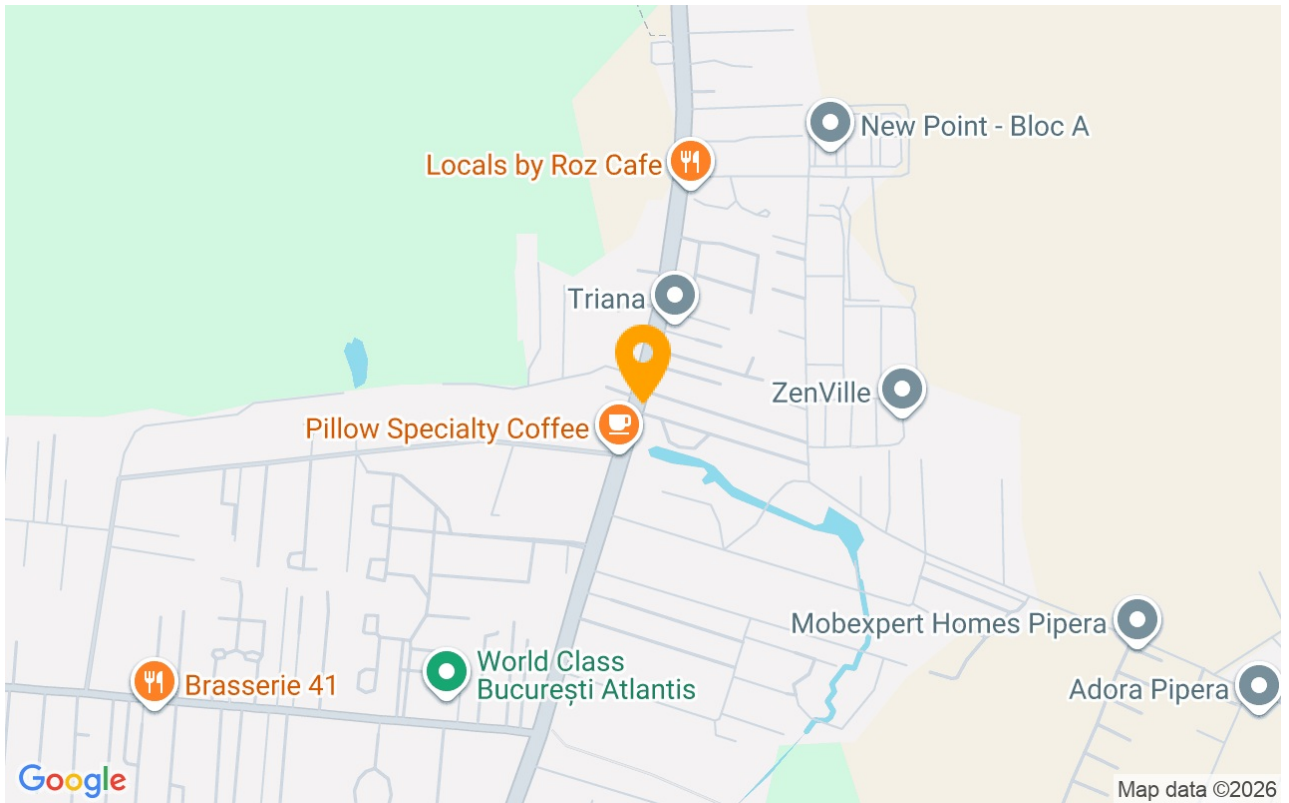 New Point - Bloc A
Locals by Roz Cafe
Triana
ZenVille
Pillow Specialty Coffee
Mobexpert Homes Pipera
World Class
București Atlantis
Brasserie 41
Adora Pipera
Google
Map data ©2026